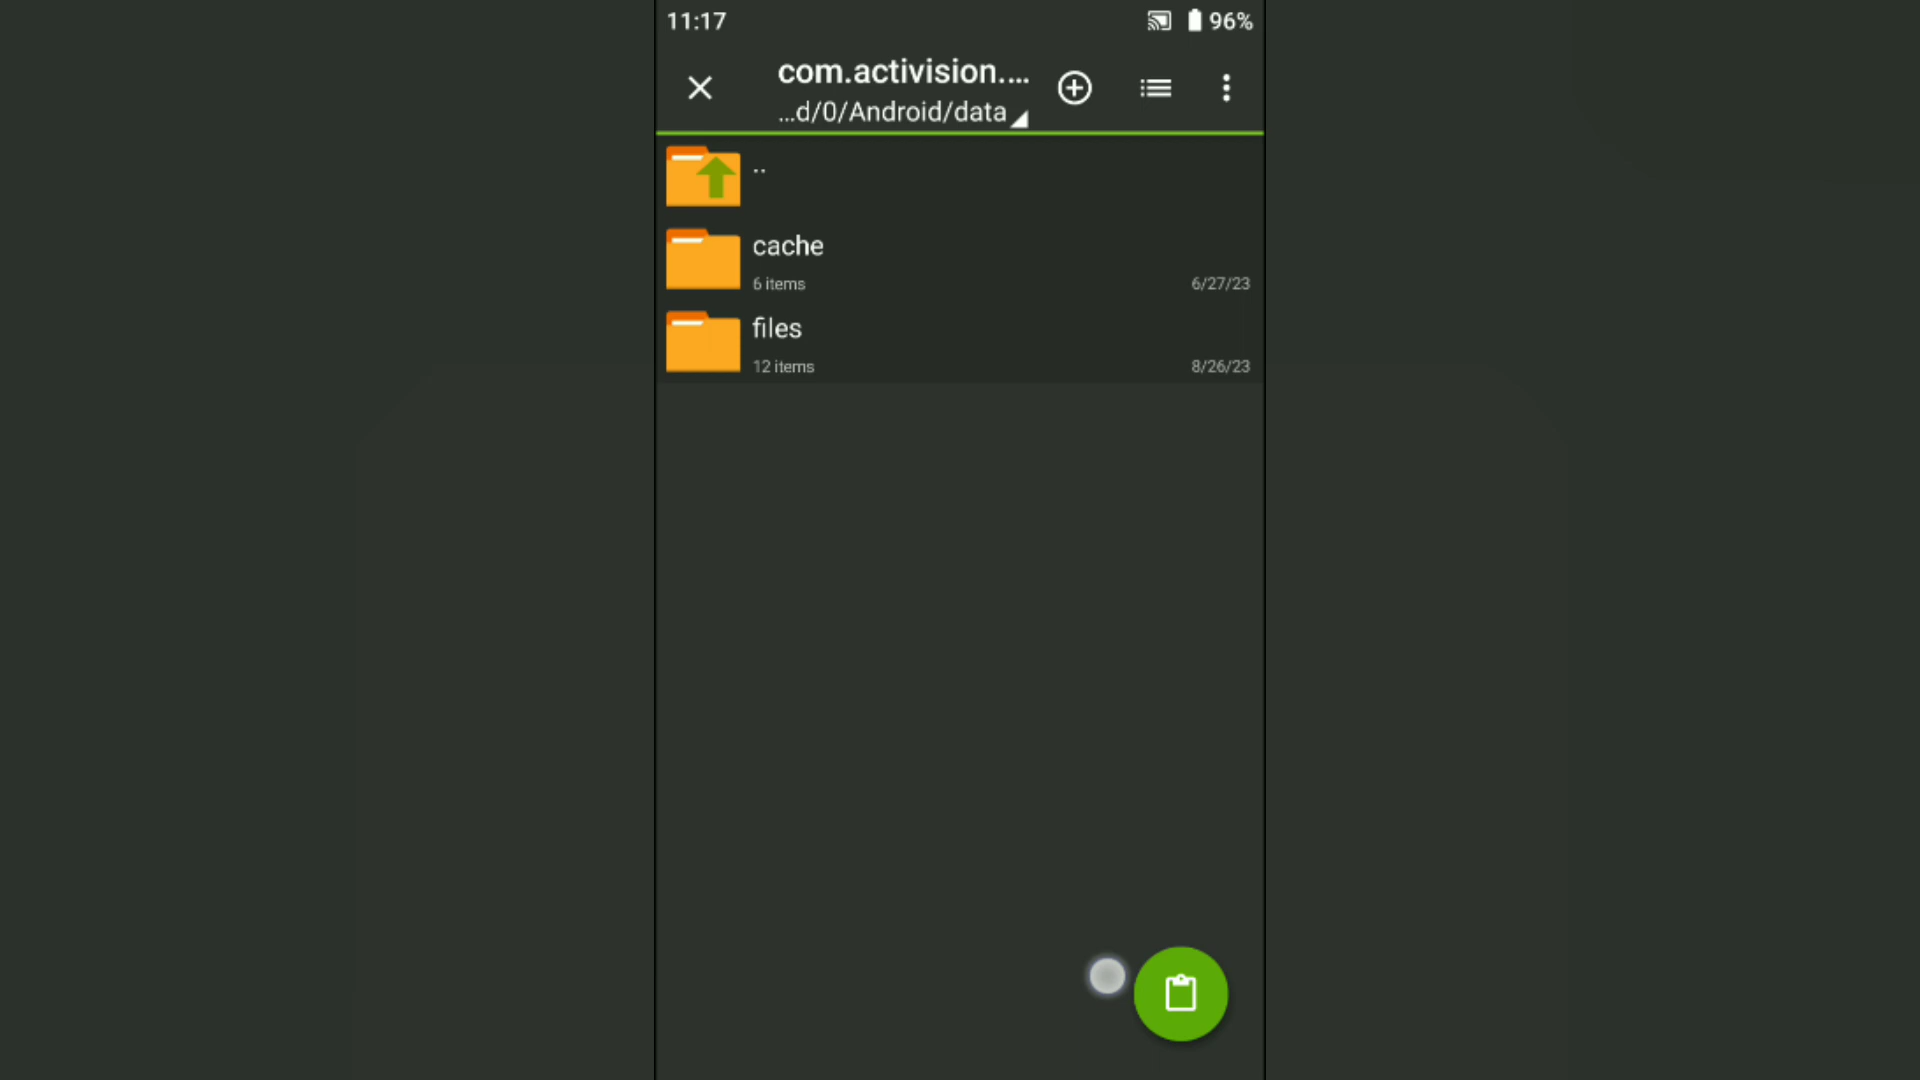 11:17
96%
com.activision....
...d/0/Android/data
..
cache
6 items
6/27/23
files
12 items
8/26/23